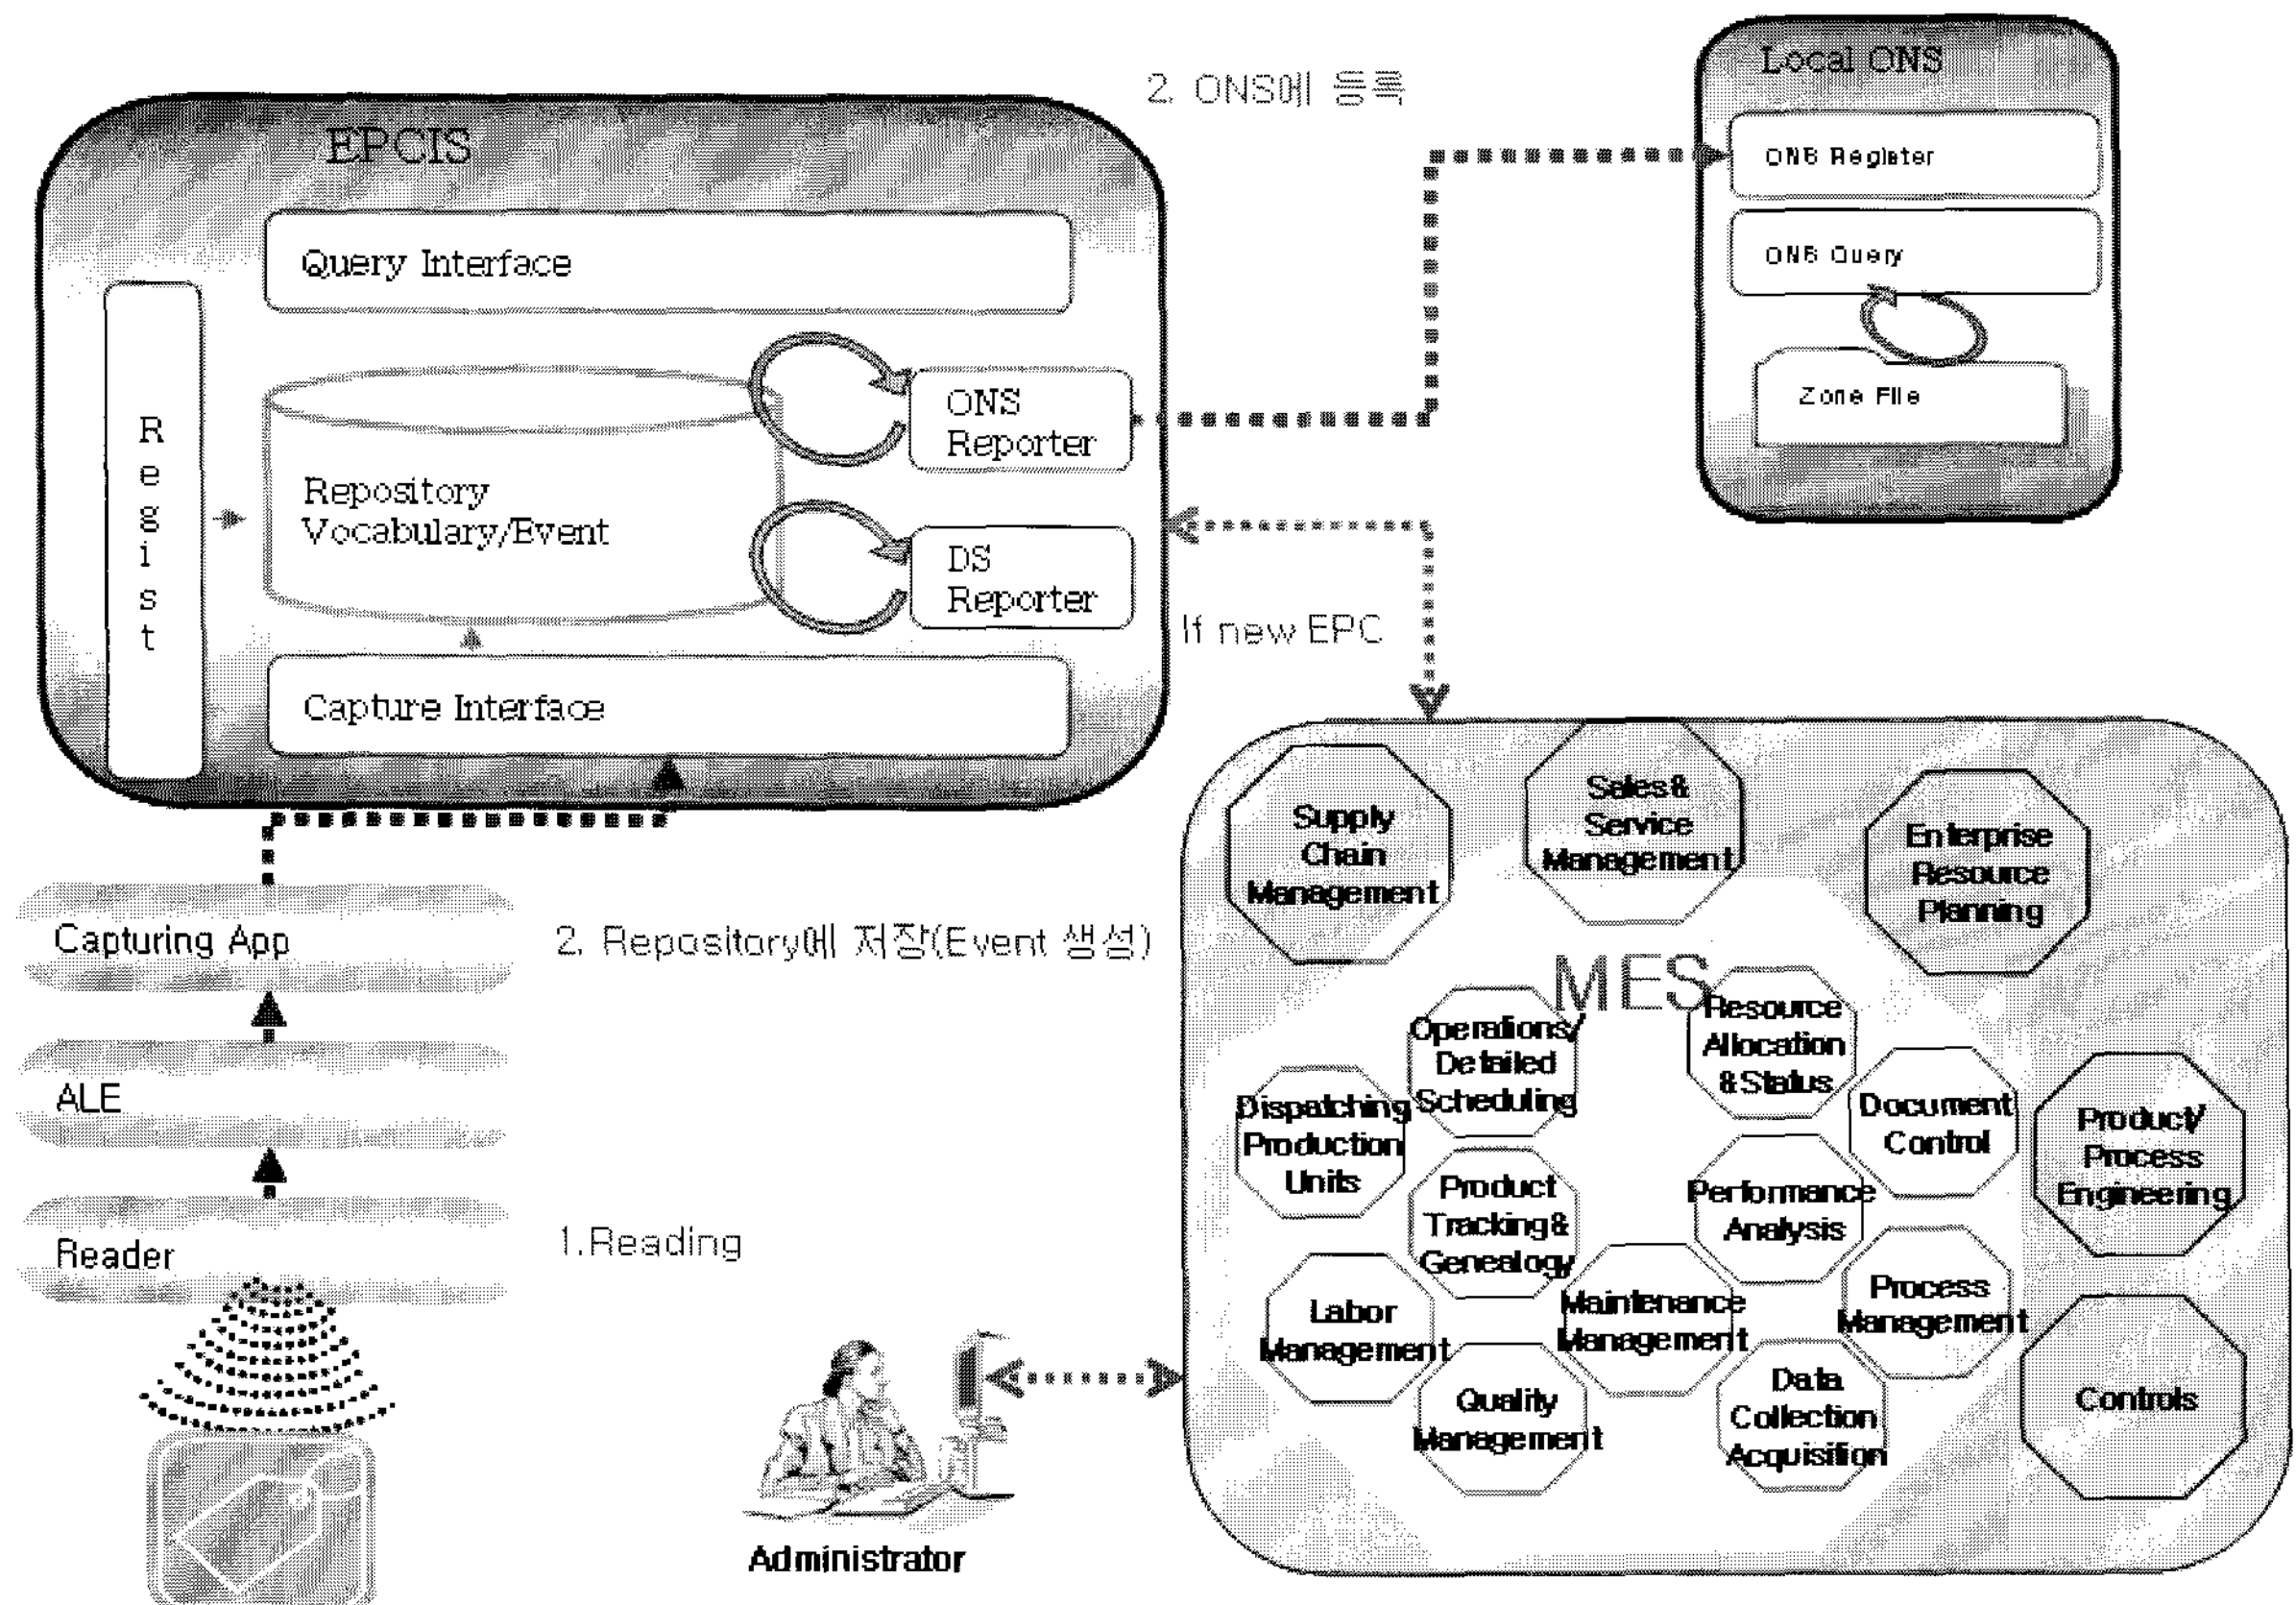 2. ONS에 등록
Local ONS
ONS Register
ONS Query
Zone File
EPCIS
Query Interface
Regist
Repository
Vocabulary/Event
ONS
Reporter
DS
Reporter
Capture Interface
If new EPC
Capturing App
2. Repository에 저장(Event 생성)
ALE
Reader
1.Reading
Administrator
Supply
Chain
Management
Sales&
Service
Management
Enterprise
Resource
Planning
MES
Operations/
Detailed
Scheduling
Resource
Allocation
&Status
Dispatching
Production
Units
Document
Control
Product/
Process
Engineering
Product
Tracking&
Genealogy
Performance
Analysis
Labor
Management
Maintenance
Management
Process
Management
Quality
Management
Data
Collection
Acquisition
Controls